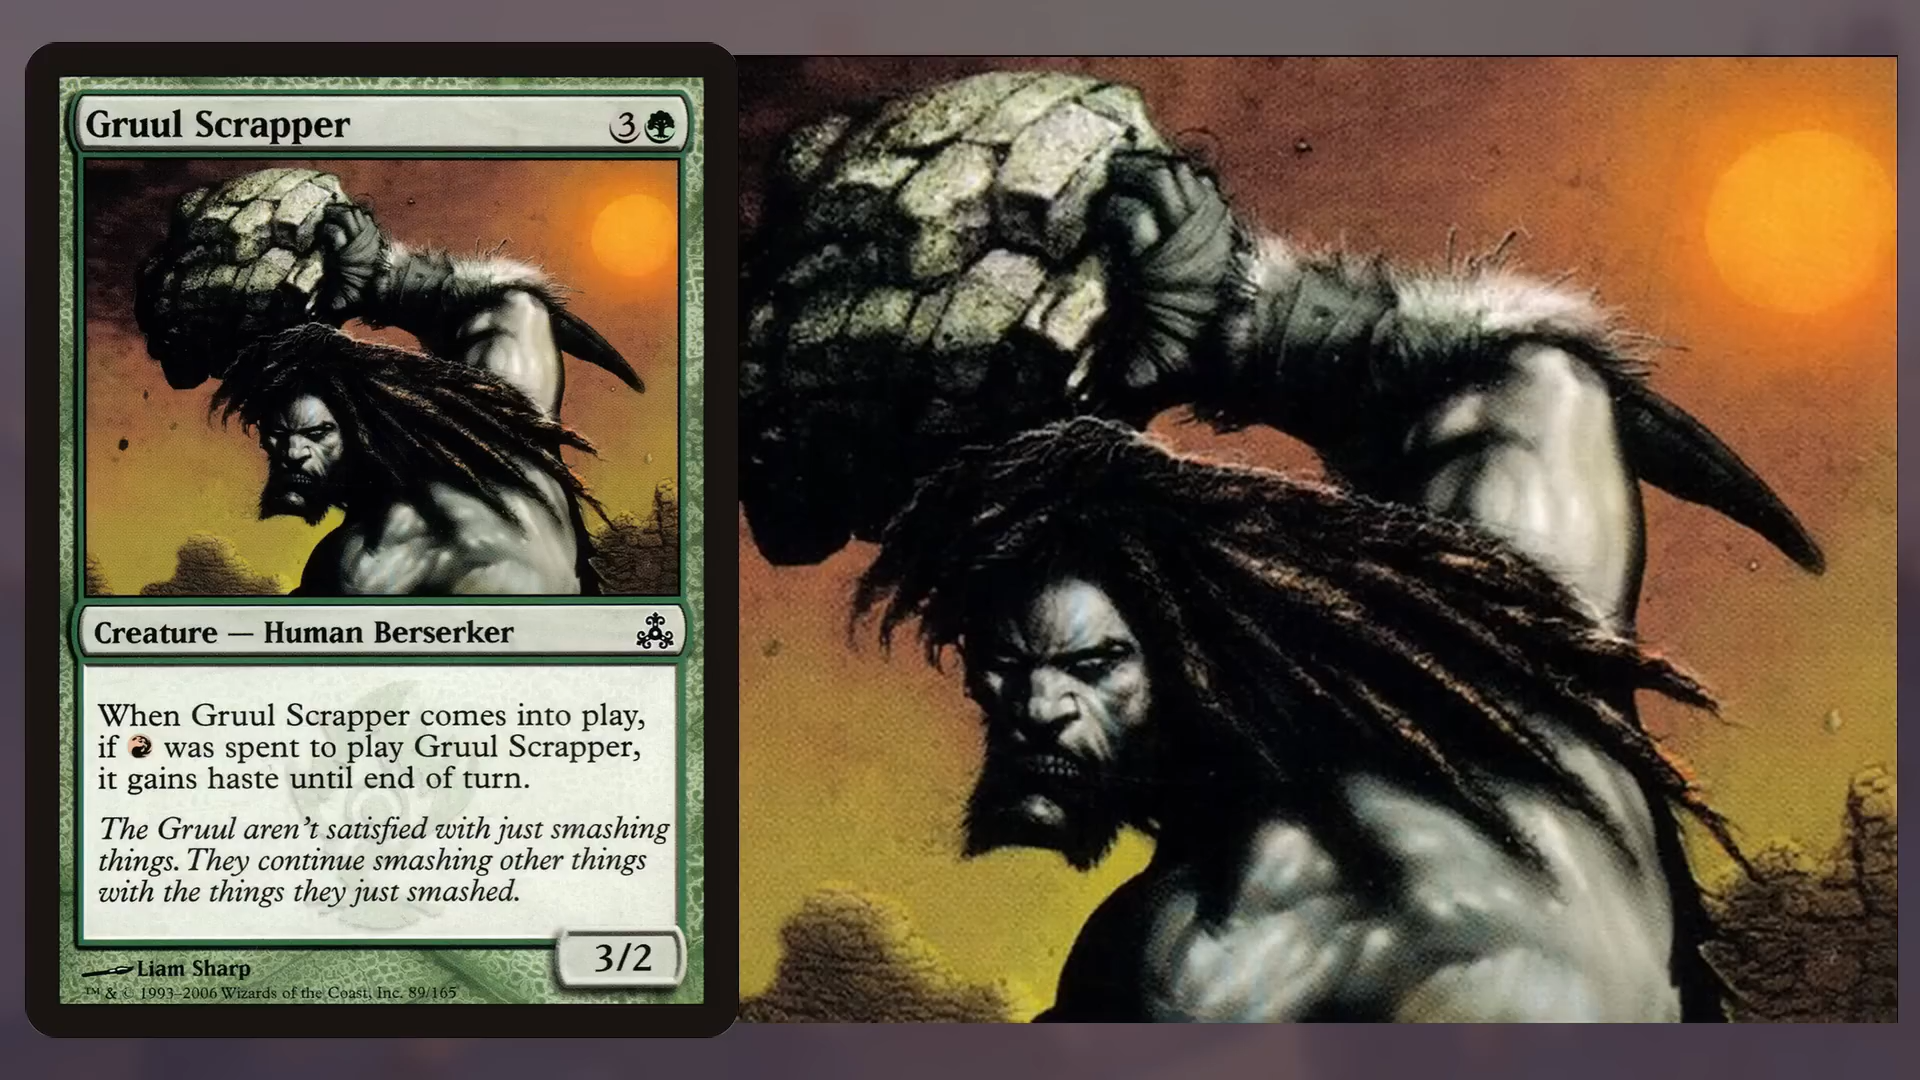 Gruul Scrapper
3
Creature — Human Berserker
When Gruul Scrapper comes into play,
if was spent to play Gruul Scrapper,
it gains haste until end of turn.
The Gruul aren't satisfied with just smashing
things. They continue smashing other things
with the things they just smashed.
3/2
Liam Sharp
™ & © 1993–2006 Wizards of the Coast, Inc. 89/165